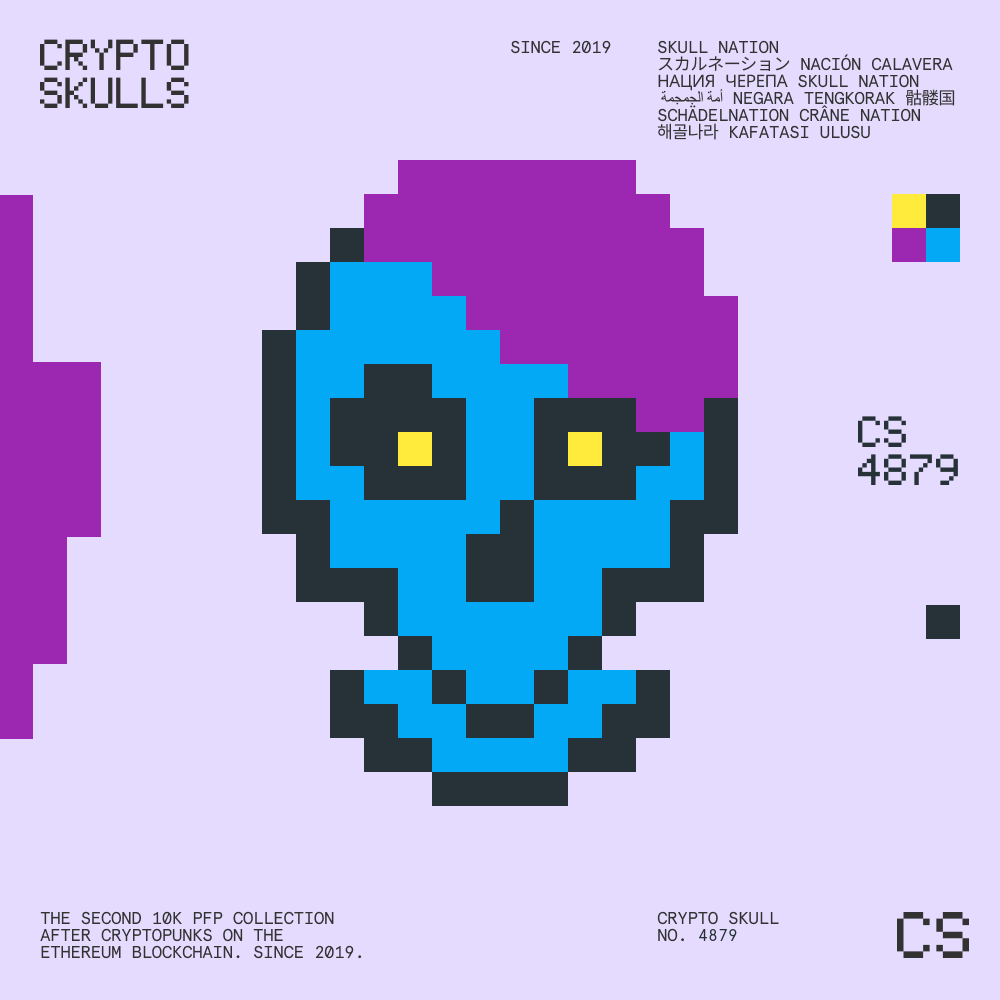 CRYPTO
SKULLS
SINCE 2019
SKULL NATION
スカルネーション NACIÓN CALAVERA
НАЦИЯ ЧЕРЕПА SKULL NATION
أمة الجمجمة NEGARA TENGKORAK 骷髅国
SCHÄDELNATION CRÂNE NATION
해골나라 KAFATASI ULUSU
CS
4879
THE SECOND 10K PFP COLLECTION
AFTER CRYPTOPUNKS ON THE
ETHEREUM BLOCKCHAIN. SINCE 2019.
CRYPTO SKULL
NO. 4879
CS